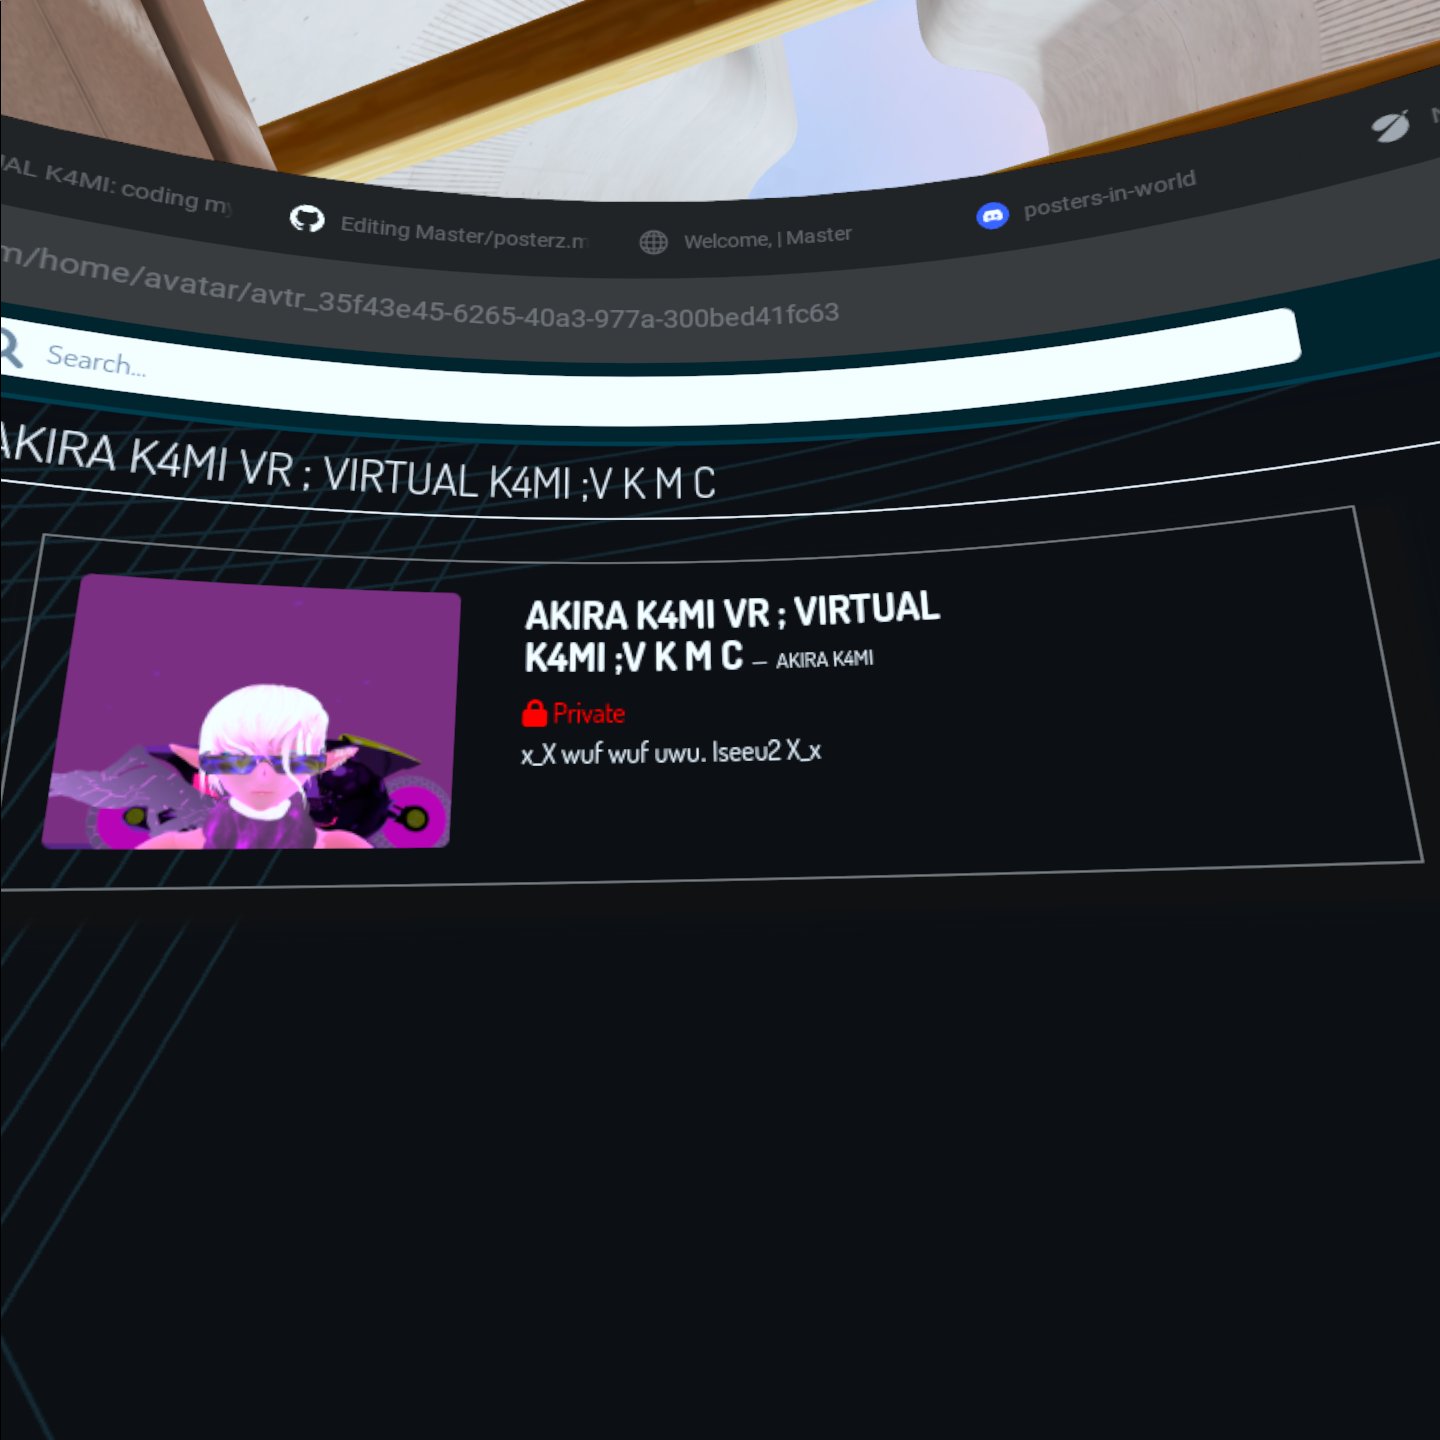 AL K4MI: coding my
Editing Master/posterz.m
Welcome, | Master
posters-in-world
m/home/avatar/avtr_35f43e45-6265-40a3-977a-300bed41fc63
Search...
AKIRA K4MI VR ; VIRTUAL K4MI ;V K M C
AKIRA K4MI VR ; VIRTUAL
K4MI ;V K M C — AKIRA K4MI
Private
x_X wuf wuf uwu. Iseeu2 X_x